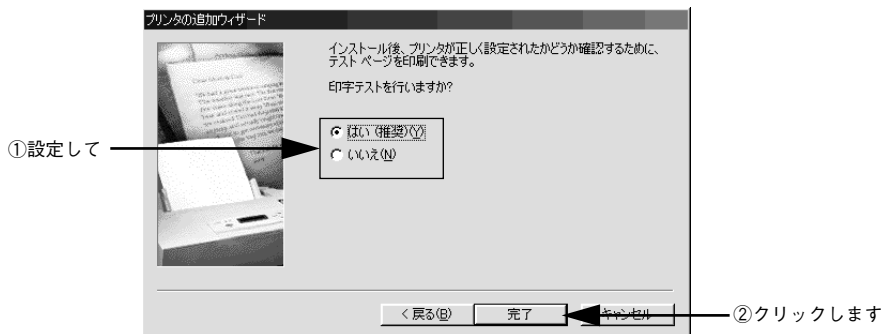 プリンタの追加ウィザード
インストール後、プリンタが正しく設定されたかどうか確認するために、
テスト ページを印刷できます。
印字テストを行いますか?
はい (推奨)(Y)
①設定して
いいえ(N)
< 戻る(B)
完了
キャンセル
②クリックします